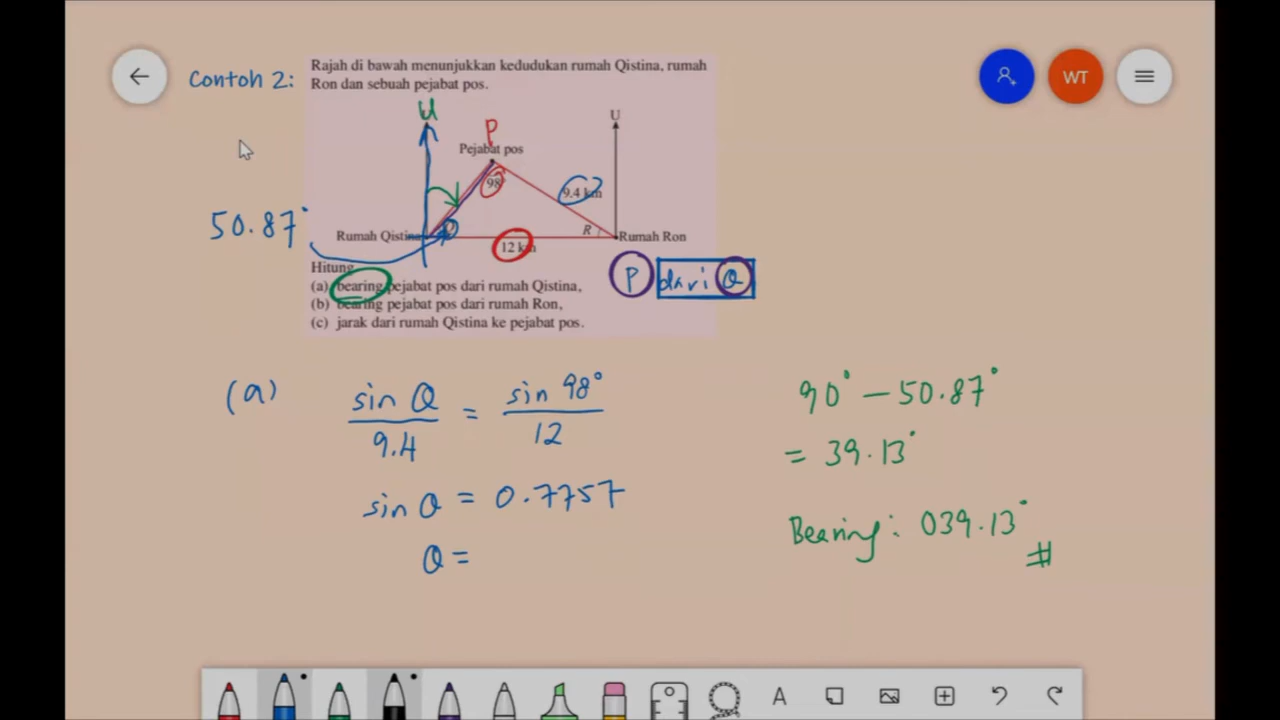 Contoh 2:
Rajah di bawah menunjukkan kedudukan rumah Qistina, rumah
Ron dan sebuah pejabat pos.
WT
U
U
P
Pejabat pos
98
9.4 km
50.87°
Rumah Qistina
12 km
R
Rumah Ron
Hitung
(a) bearing pejabat pos dari rumah Qistina,
P dari Q
(b) bearing pejabat pos dari rumah Ron,
(c) jarak dari rumah Qistina ke pejabat pos.
(a)
sin Q / 9.4 = sin 98° / 12
sin Q = 0.7757
Q =
90° – 50.87°
= 39.13°
Bearing: 039.13° #
A